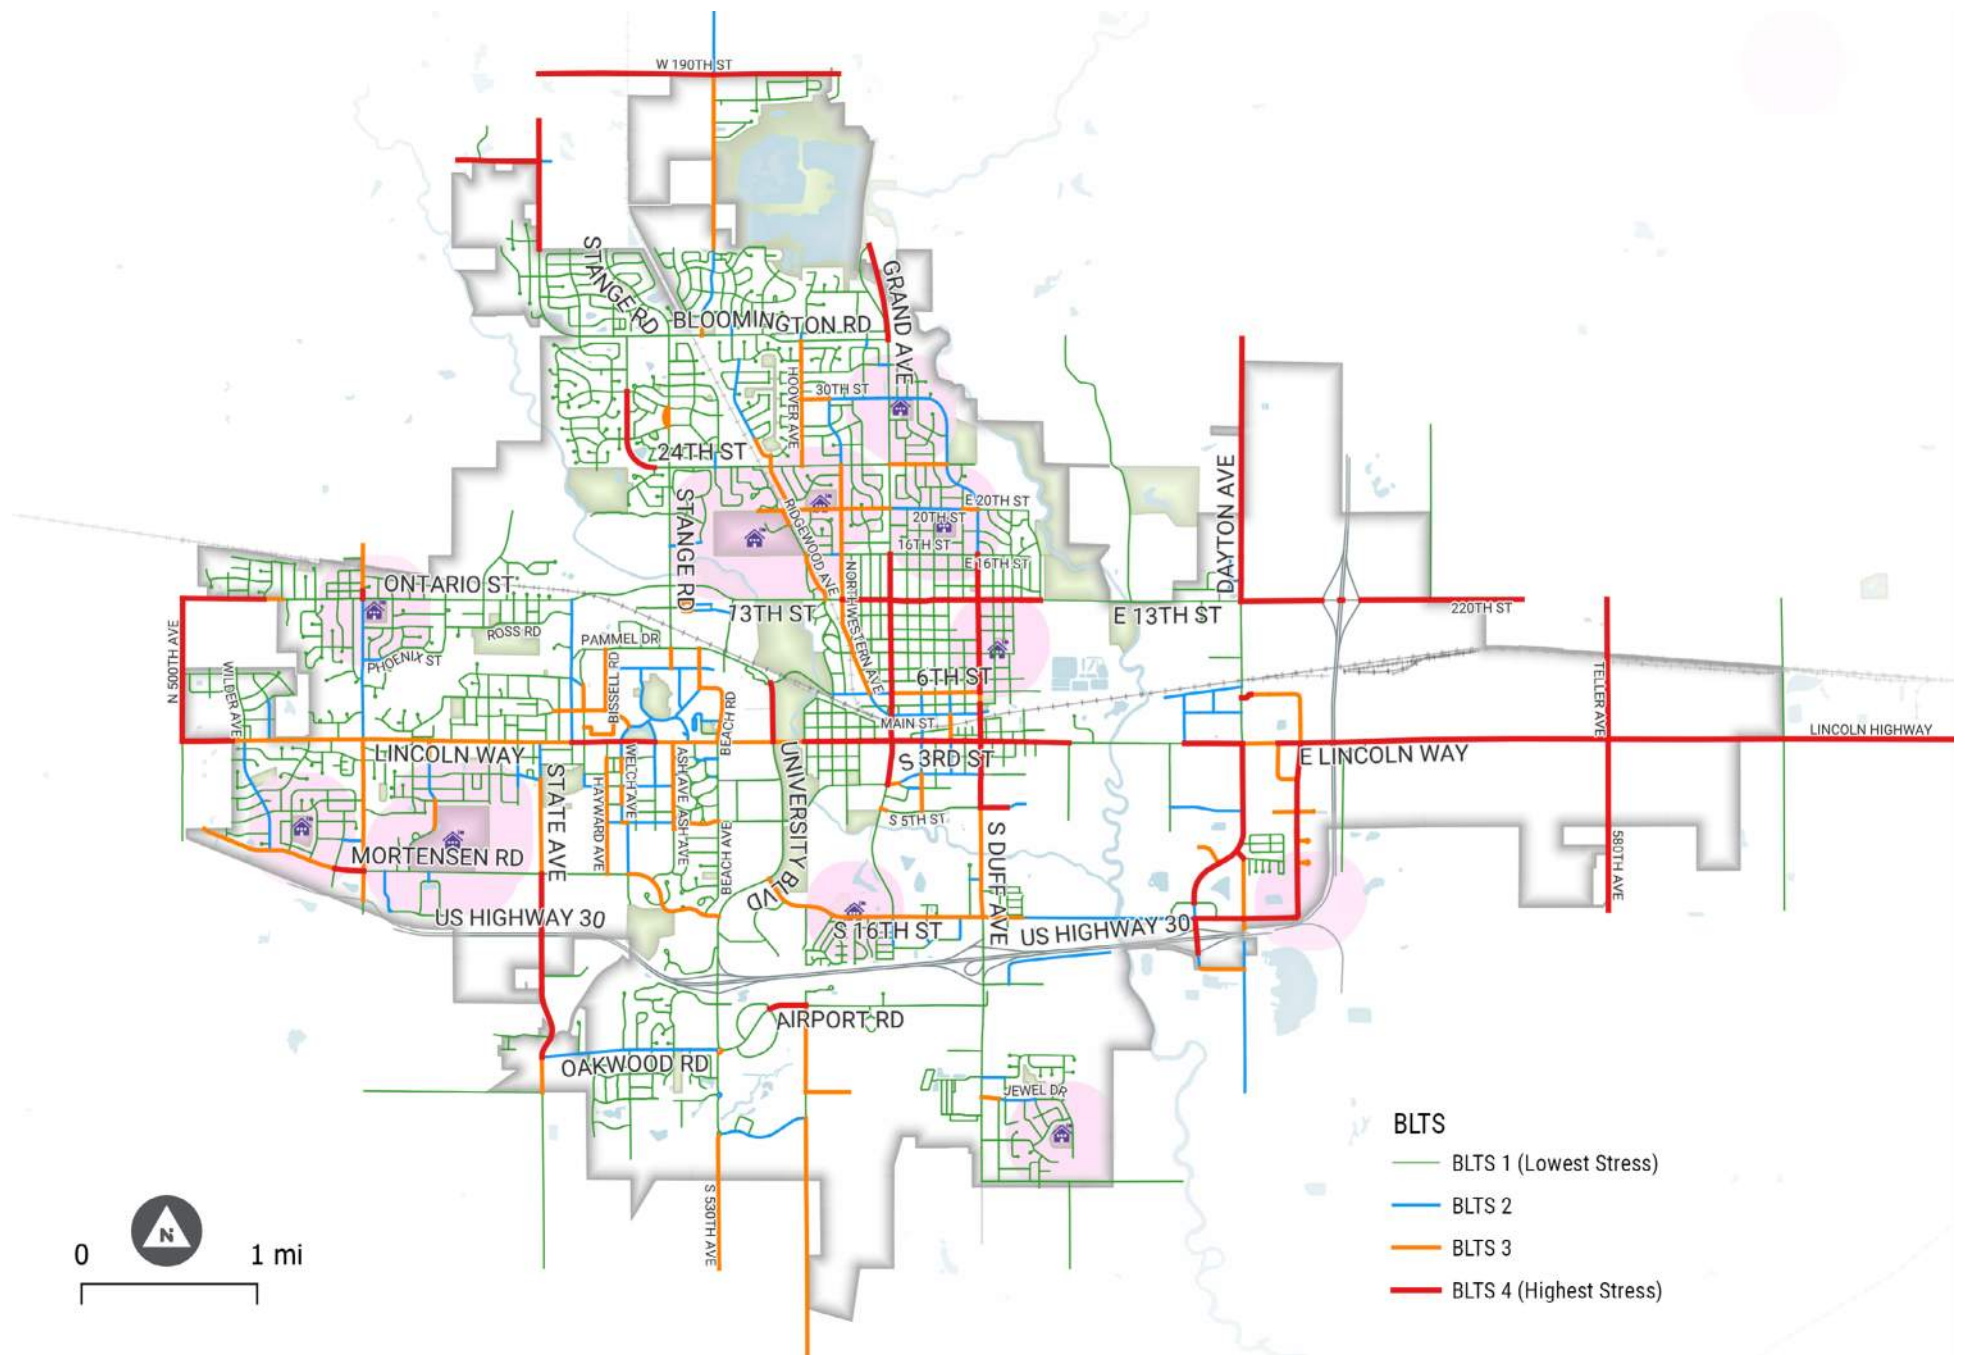 W 190TH ST
STANGE RD
GRAND AVE
BLOOMINGTON RD
HOOVER AVE
30TH ST
24TH ST
DAYTON AVE
STANGE RD
E 20TH ST
20TH ST
RIDGEWOOD AVE
16TH ST
E 16TH ST
ONTARIO ST
NORTHWESTERN AVE
13TH ST
E 13TH ST
220TH ST
N 500TH AVE
ROSS RD
PAMMEL DR
PHOENIX ST
WILDER AVE
BISSELL RD
6TH ST
TELLER AVE
BEACH RD
MAIN ST
LINCOLN HIGHWAY
LINCOLN WAY
WELCH AVE
ASH AVE
UNIVERSITY BLVD
S 3RD ST
E LINCOLN WAY
STATE AVE
HAYWARD AVE
S 5TH ST
ASH AVE
S DUFF AVE
580TH AVE
MORTENSEN RD
BEACH AVE
US HIGHWAY 30
S 16TH ST
US HIGHWAY 30
AIRPORT RD
OAKWOOD RD
JEWEL DR
S 530TH AVE
BLTS
BLTS 1 (Lowest Stress)
BLTS 2
BLTS 3
BLTS 4 (Highest Stress)
N
0 1 mi